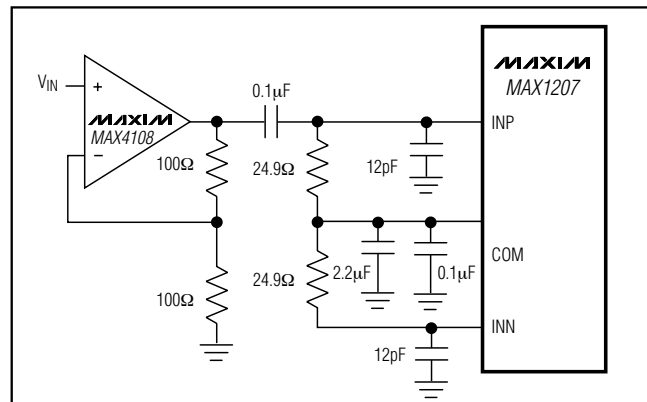 MAXIM
MAX1207
VIN
+
MAXIM
MAX4108
−
0.1μF
INP
100Ω
24.9Ω
12pF
COM
100Ω
24.9Ω
2.2μF
0.1μF
INN
12pF